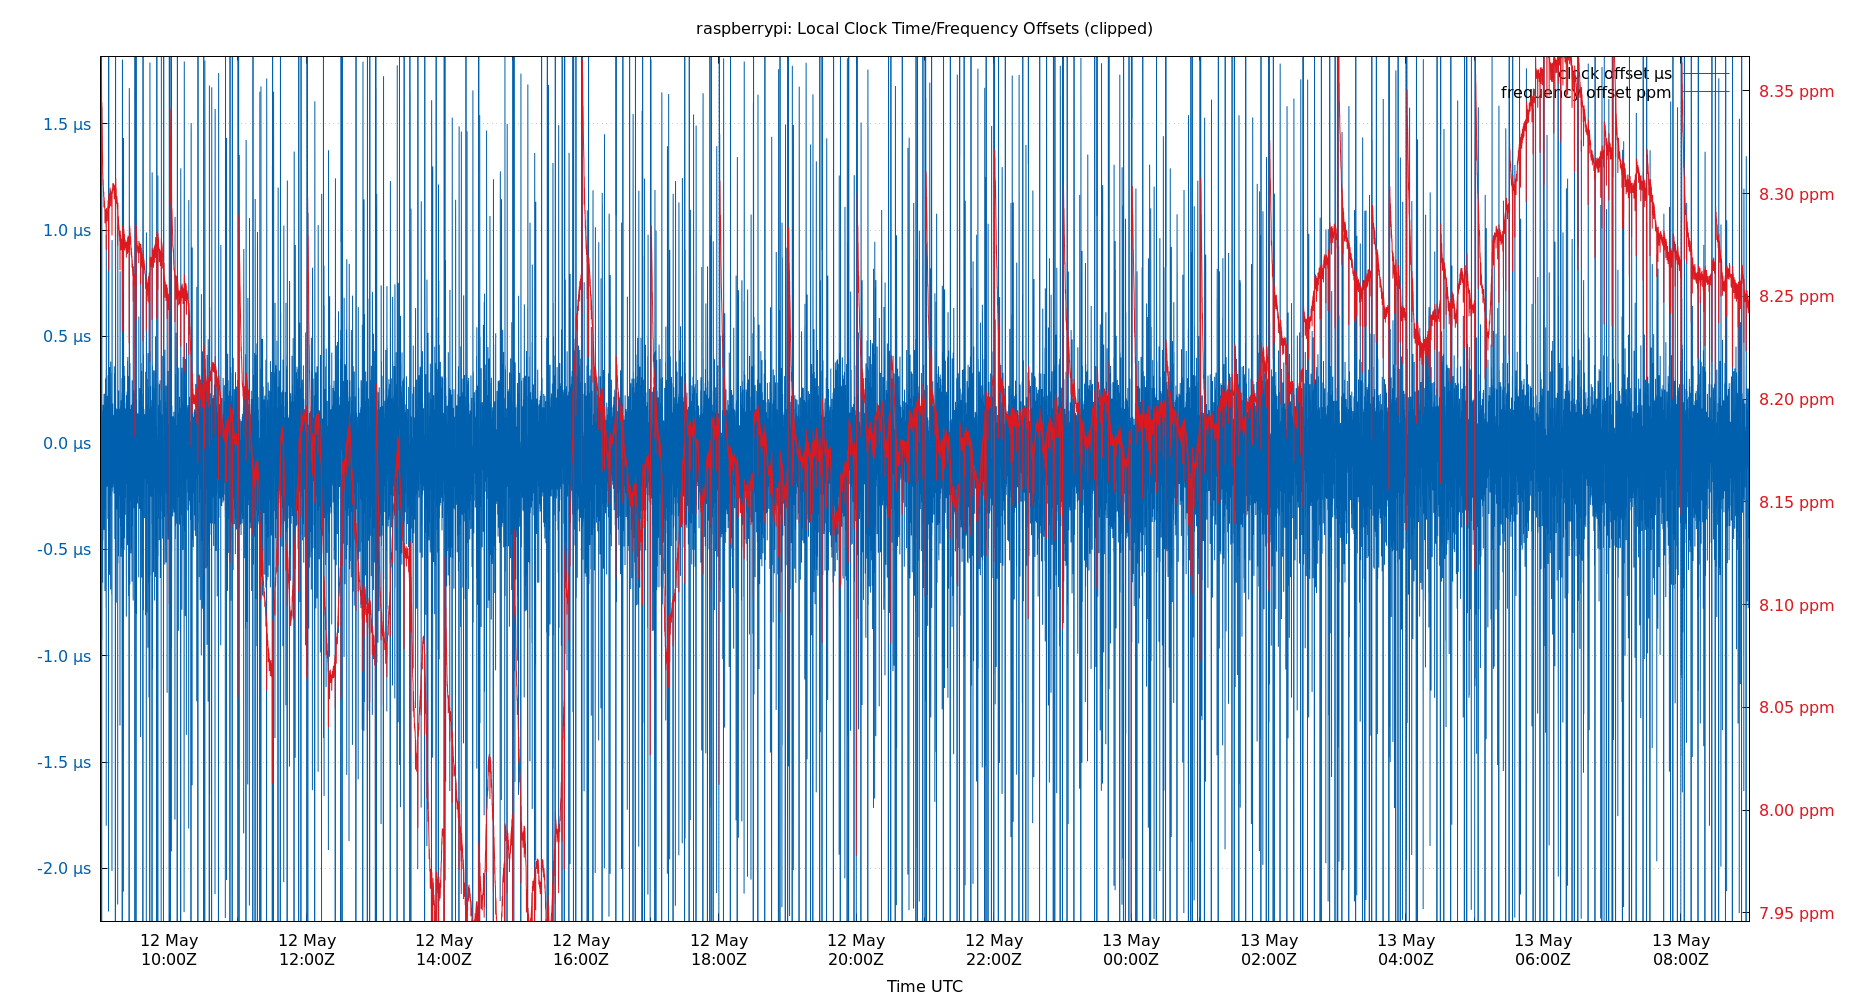 raspberrypi: Local Clock Time/Frequency Offsets (clipped)
clock offset μs
frequency offset ppm
1.5 μs
1.0 μs
0.5 μs
0.0 μs
-0.5 μs
-1.0 μs
-1.5 μs
-2.0 μs
8.35 ppm
8.30 ppm
8.25 ppm
8.20 ppm
8.15 ppm
8.10 ppm
8.05 ppm
8.00 ppm
7.95 ppm
12 May 12 May 12 May 12 May 12 May 12 May 12 May 13 May 13 May 13 May 13 May 13 May
10:00Z 12:00Z 14:00Z 16:00Z 18:00Z 20:00Z 22:00Z 00:00Z 02:00Z 04:00Z 06:00Z 08:00Z
Time UTC